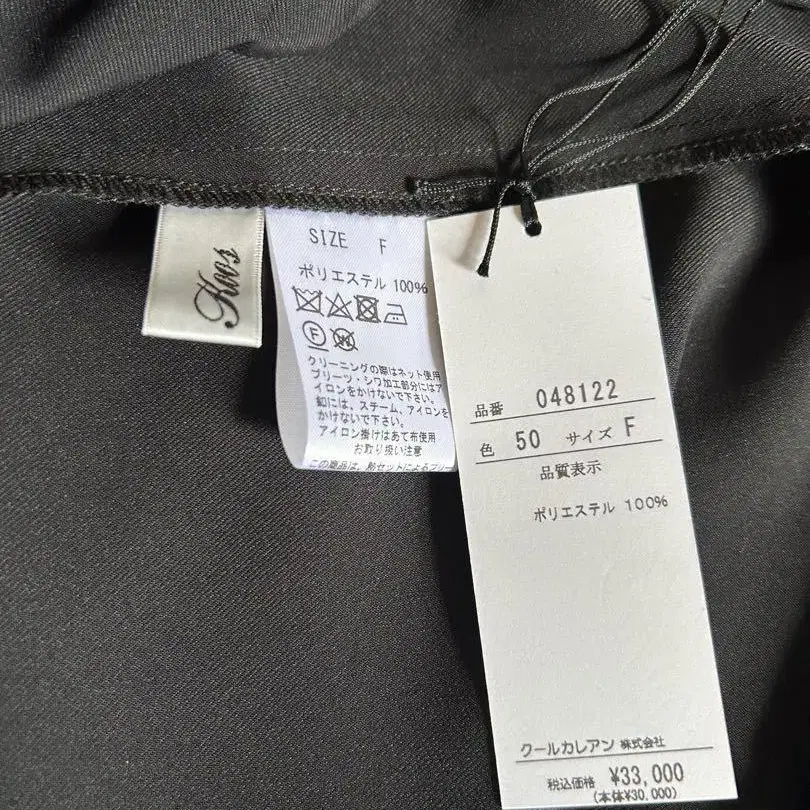 Koos
SIZE F
ポリエステル 100%
F
W
クリーニングの際はネット使用
プリーツ・シワ加工部分にはア
イロンをかけないで下さい。
釦には、スチーム、アイロンを
かけないで下さい。
アイロン掛けはあて布使用
お取り扱い注意
この商品は、熱セットによるプリー
品番 048122
色 50 サイズ F
品質表示
ポリエステル 100%
クールカレアン 株式会社
税込価格 ¥33,000
(本体¥30,000)